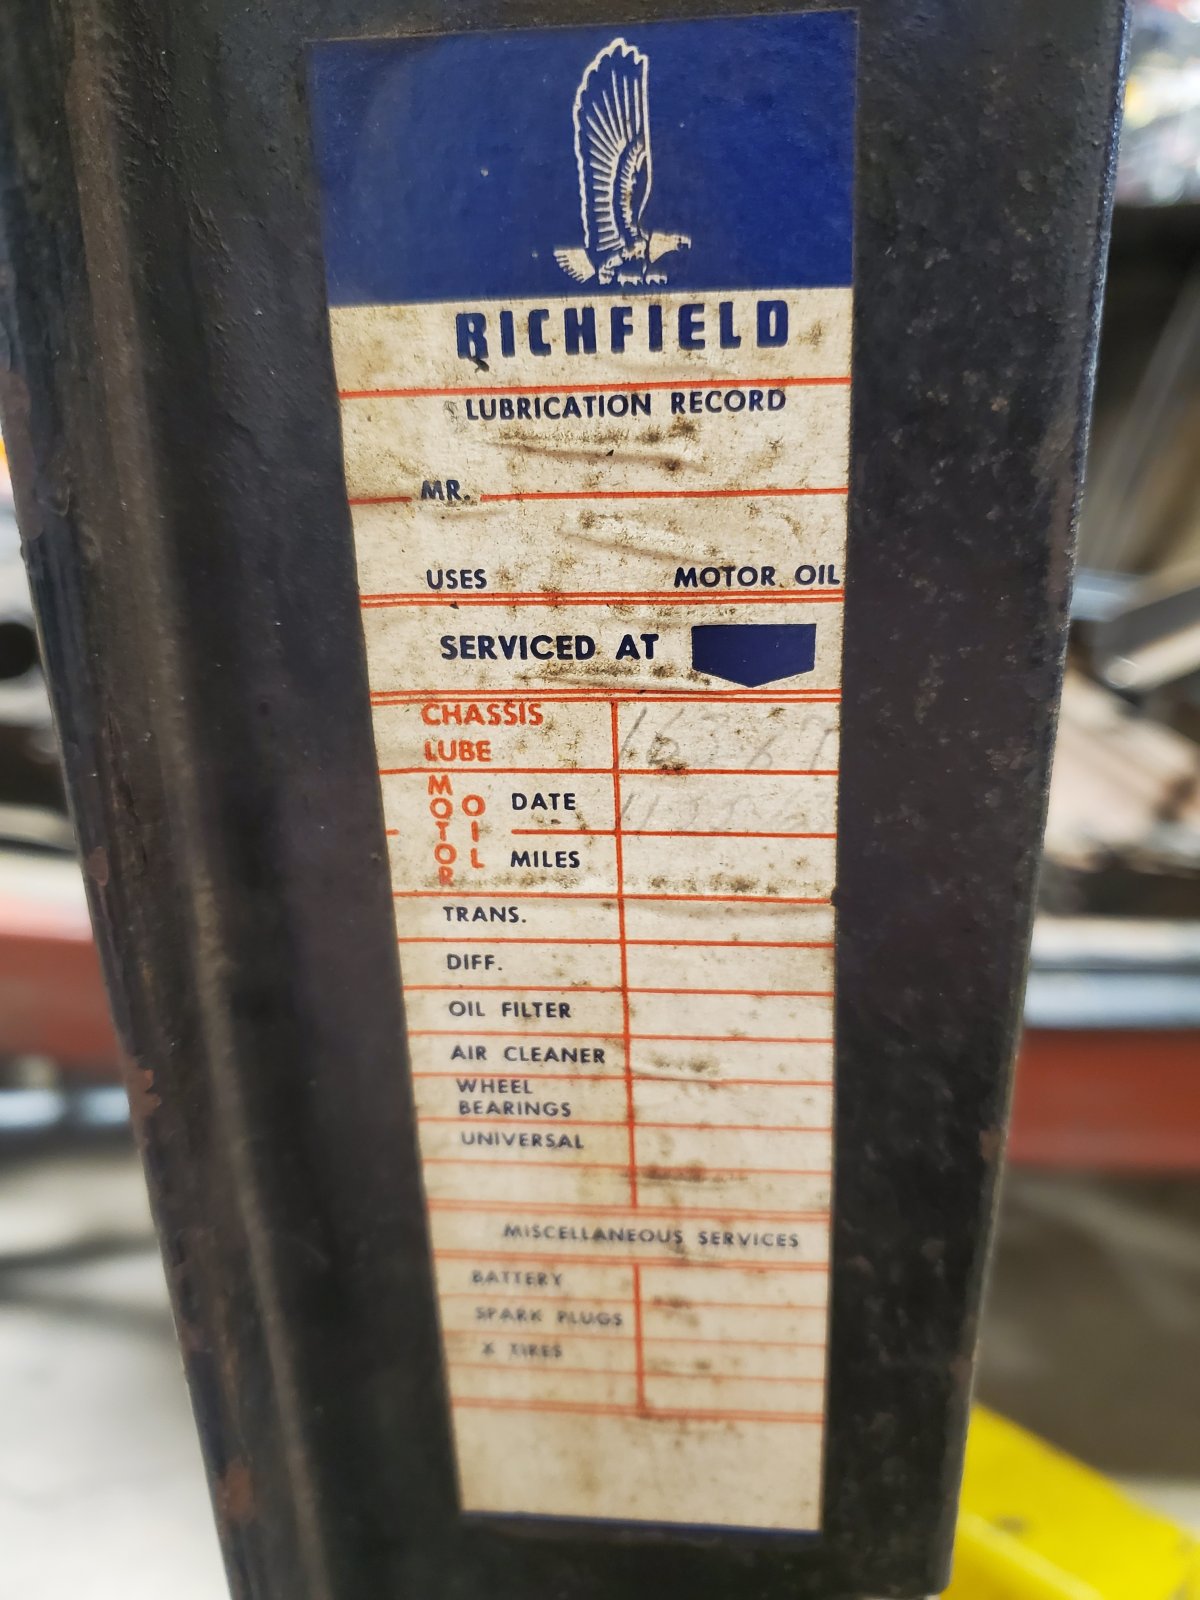 RICHFIELD
LUBRICATION RECORD
MR.
USES MOTOR OIL
SERVICED AT
CHASSIS
LUBE
MOTOR OIL
DATE
MILES
TRANS.
DIFF.
OIL FILTER
AIR CLEANER
WHEEL
BEARINGS
UNIVERSAL
MISCELLANEOUS SERVICES
BATTERY
SPARK PLUGS
X TIRES